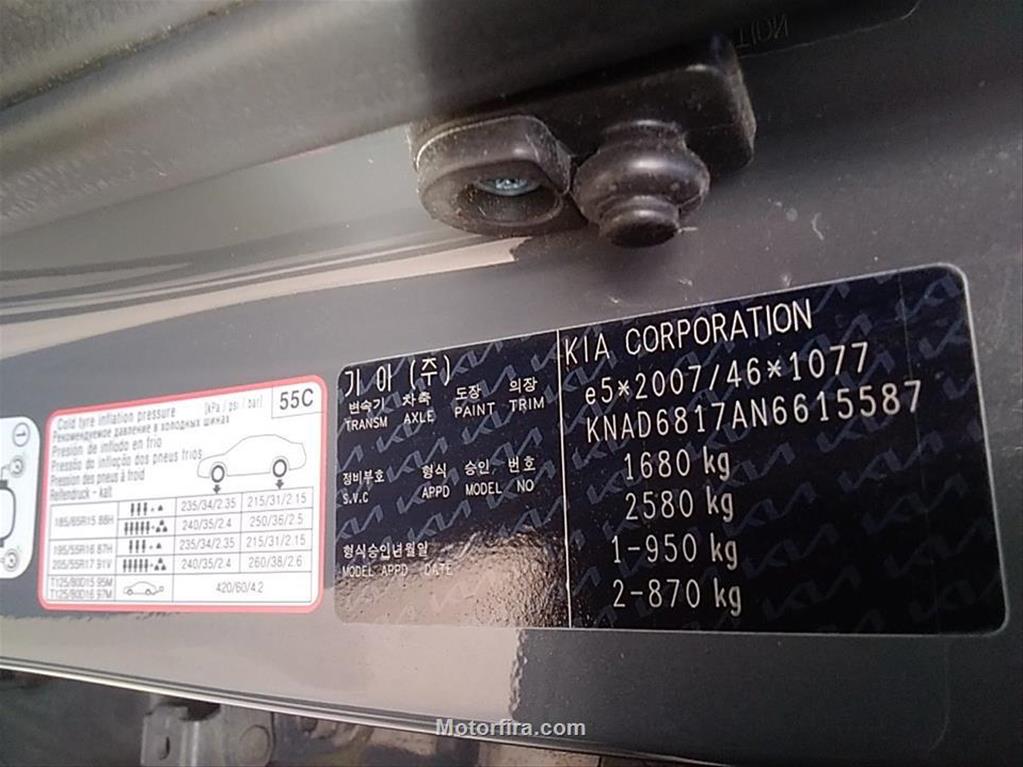 TION
55C
Cold tyre inflation pressure [kPa / psi / bar]
Рекомендуемое давление в холодных шинах
Presión de inflado en frio
Pressão do inflação dos pneus frios
Pression des pneus à froid
Reifendruck - kalt
185/65R15 88H 235/34/2.35 215/31/2.15
240/35/2.4 250/36/2.5
195/55R16 87H 235/34/2.35 215/31/2.15
205/55R17 91V 240/35/2.4 260/38/2.6
T125/80D15 95M
T125/80D16 97M
420/60/4.2
기 아 (주)
변속기 차축 도장 의장
TRANSM AXLE PAINT TRIM
정비부호 형식 승인 번호
S.V.C APPD MODEL NO
형식승인년월일
MODEL APPD DATE
KIA CORPORATION
e5*2007/46*1077
KNAD6817AN6615587
1680 kg
2580 kg
1-950 kg
2-870 kg
Motorfira.com